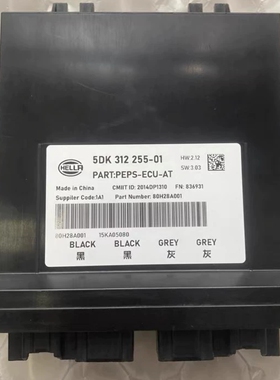 HELLA
5DK 312 255-01
HW:2.12
SW:3.03
PART:PEPS-ECU-AT
Made in China CMIIT ID: 2014DP1310 FN: 836931
Supplier Code:1A1 Part Number: 80H28A001
80H28A001 15KA05080
BLACK BLACK GREY GREY
黑 黑 灰 灰